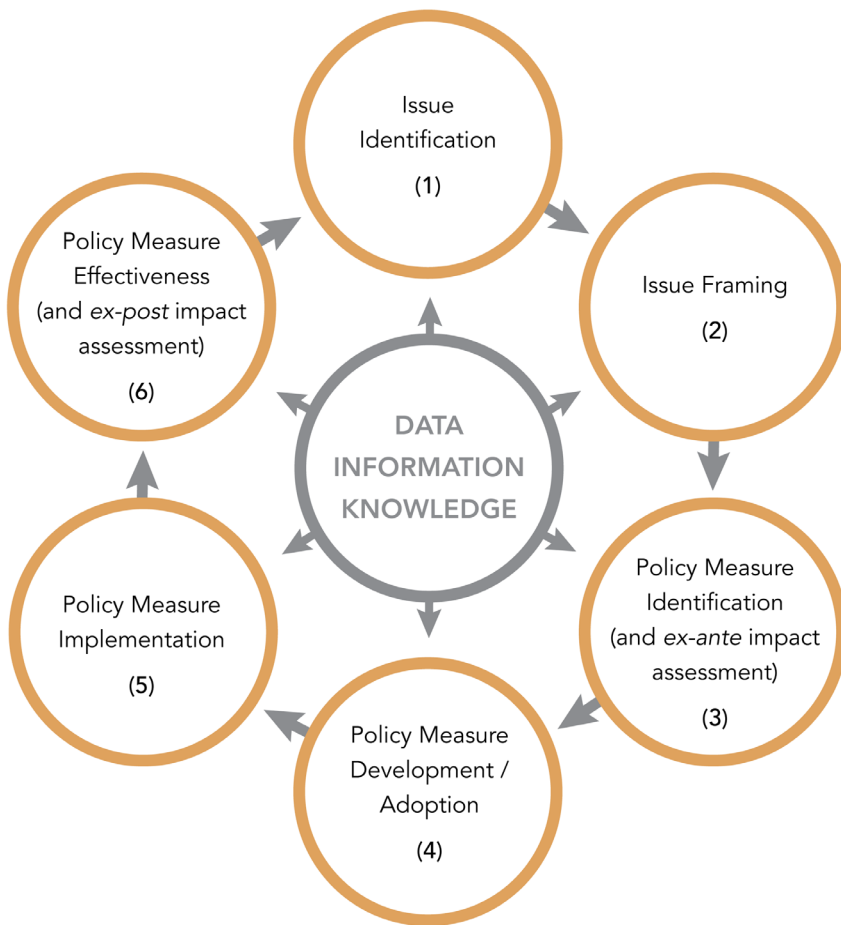 Issue
Identification
(1)
Issue Framing
(2)
Policy Measure
Identification
(and ex-ante impact
assessment)
(3)
Policy Measure
Development /
Adoption
(4)
Policy Measure
Implementation
(5)
Policy Measure
Effectiveness
(and ex-post impact
assessment)
(6)
DATA
INFORMATION
KNOWLEDGE